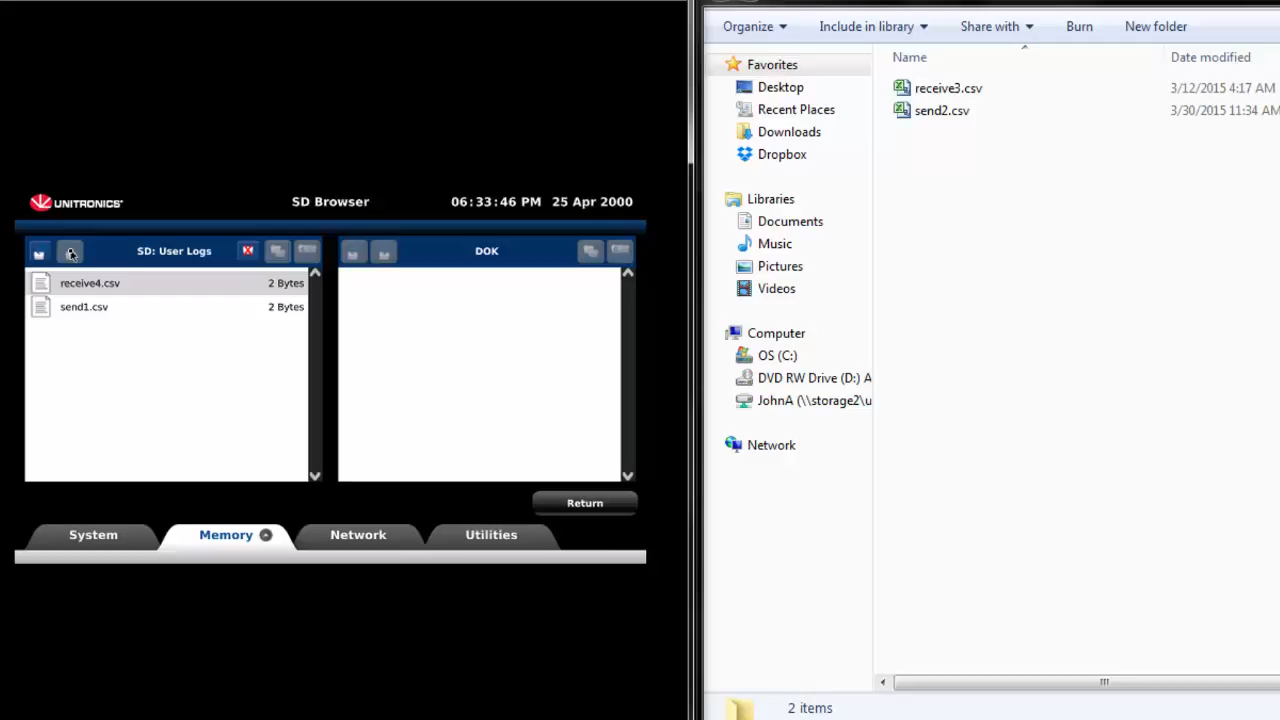 UNITRONICS
SD Browser
06:33:46 PM 25 Apr 2000
SD: User Logs
receive4.csv 2 Bytes
send1.csv 2 Bytes
DOK
Return
System
Memory
Network
Utilities
Organize
Include in library
Share with
Burn
New folder
Favorites
Desktop
Recent Places
Downloads
Dropbox
Libraries
Documents
Music
Pictures
Videos
Computer
OS (C:)
DVD RW Drive (D:) A
JohnA (\\storage2\u
Network
Name Date modified
receive3.csv 3/12/2015 4:17 AM
send2.csv 3/30/2015 11:34 AM
2 items